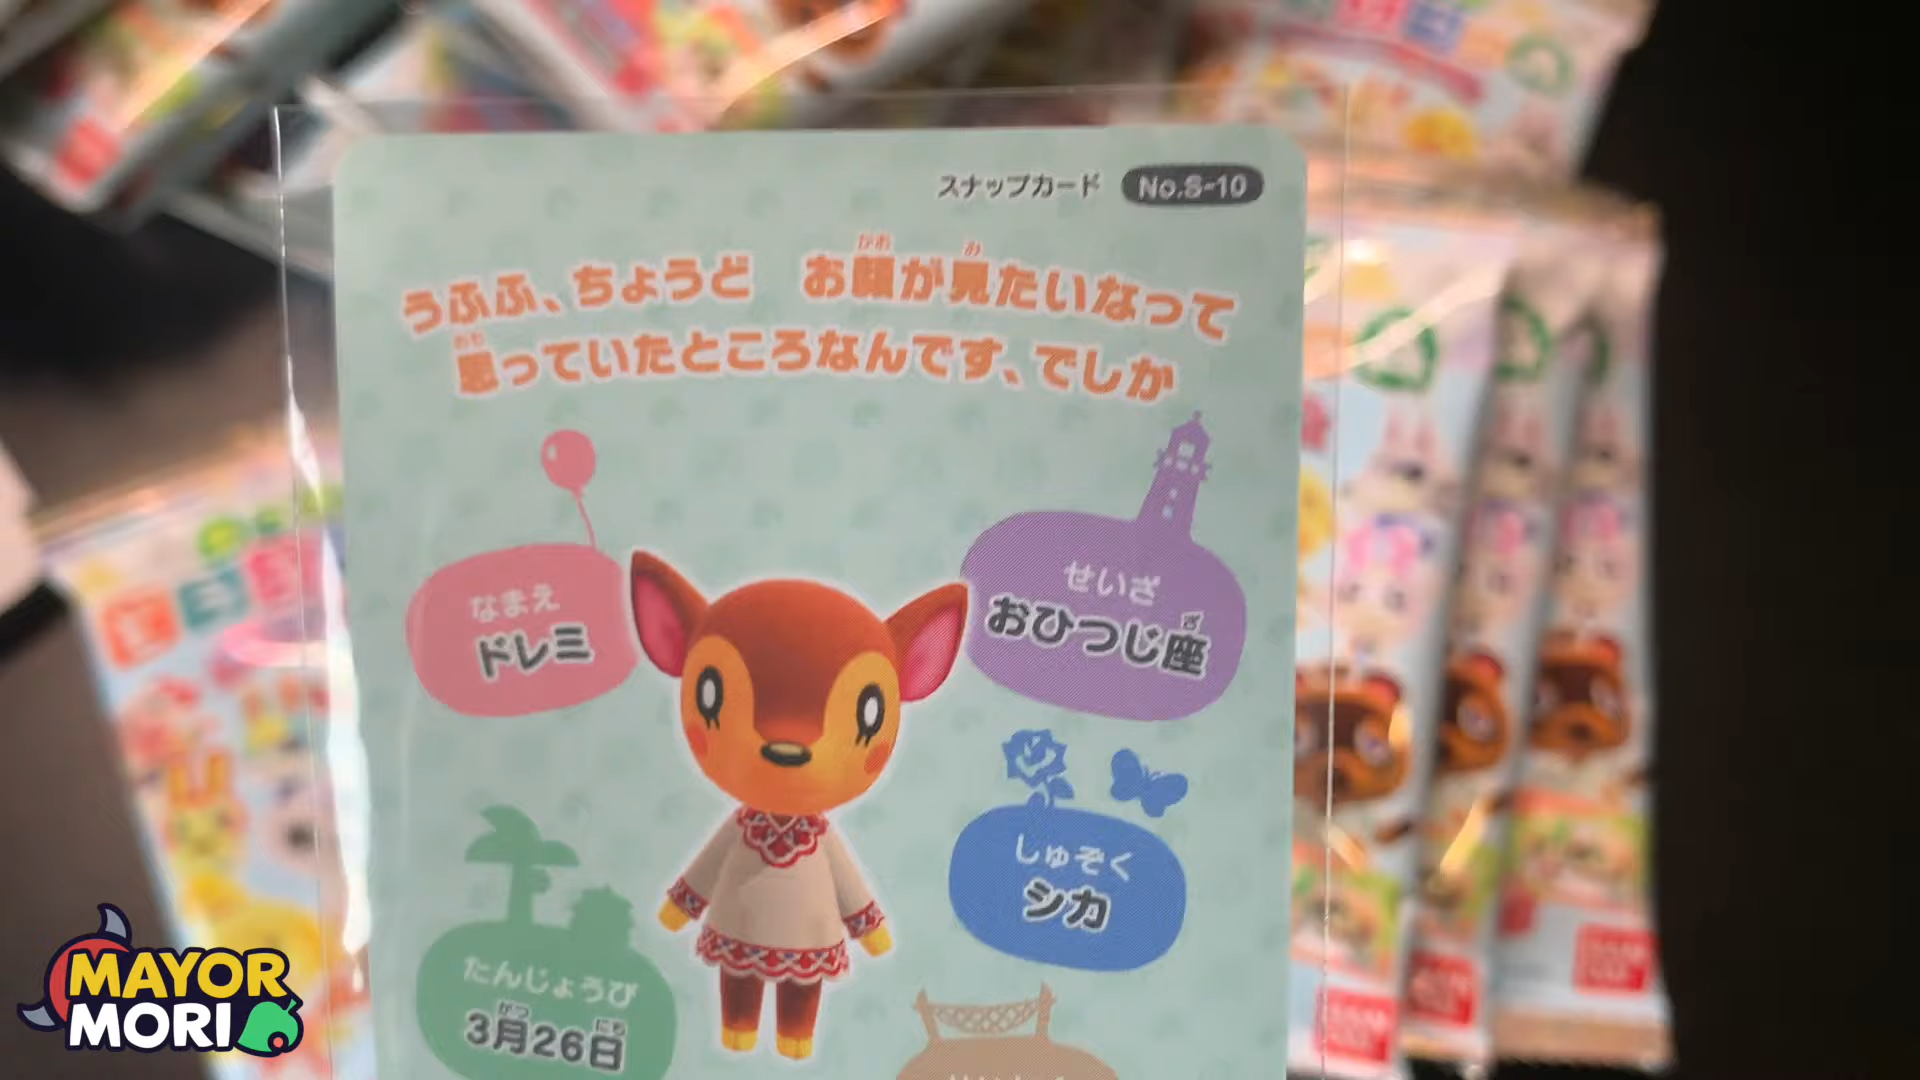 スナップカード No.S-10
うふふ、ちょうど お顔が見たいなって
思っていたところなんです、でしか
なまえ
ドレミ
せいざ
おひつじ座
しゅぞく
シカ
たんじょうび
3月26日
MAYOR
MORI